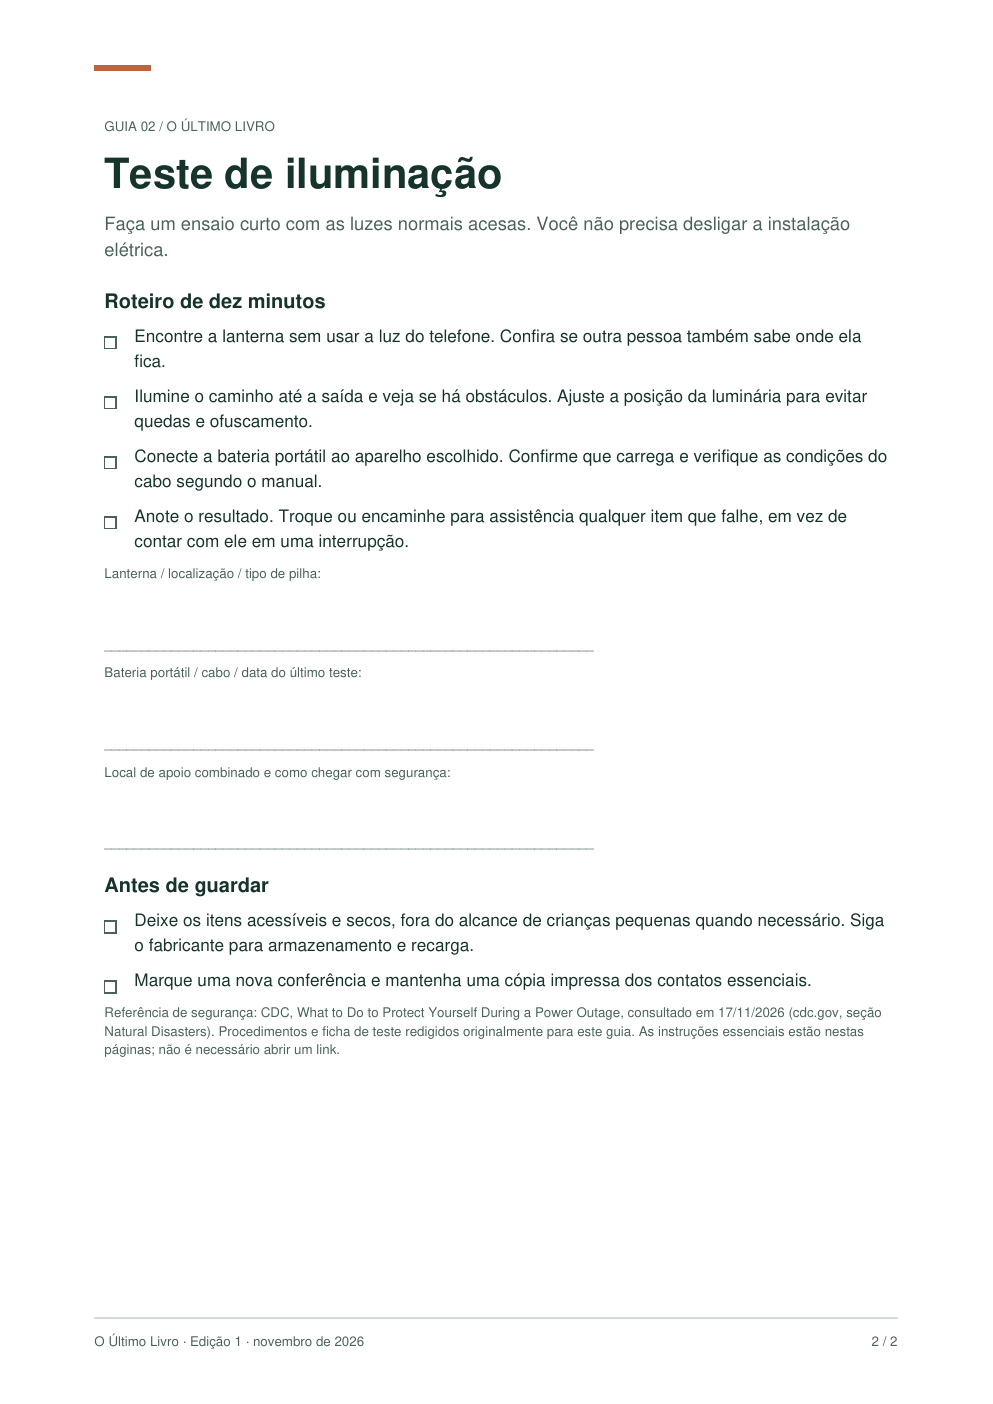 GUIA 02 / O ÚLTIMO LIVRO
Teste de iluminação
Faça um ensaio curto com as luzes normais acesas. Você não precisa desligar a instalação
elétrica.
Roteiro de dez minutos
Encontre a lanterna sem usar a luz do telefone. Confira se outra pessoa também sabe onde ela
fica.
Ilumine o caminho até a saída e veja se há obstáculos. Ajuste a posição da luminária para evitar
quedas e ofuscamento.
Conecte a bateria portátil ao aparelho escolhido. Confirme que carrega e verifique as condições do
cabo segundo o manual.
Anote o resultado. Troque ou encaminhe para assistência qualquer item que falhe, em vez de
contar com ele em uma interrupção.
Lanterna / localização / tipo de pilha:
Bateria portátil / cabo / data do último teste:
Local de apoio combinado e como chegar com segurança:
Antes de guardar
Deixe os itens acessíveis e secos, fora do alcance de crianças pequenas quando necessário. Siga
o fabricante para armazenamento e recarga.
Marque uma nova conferência e mantenha uma cópia impressa dos contatos essenciais.
Referência de segurança: CDC, What to Do to Protect Yourself During a Power Outage, consultado em 17/11/2026 (cdc.gov, seção
Natural Disasters). Procedimentos e ficha de teste redigidos originalmente para este guia. As instruções essenciais estão nestas
páginas; não é necessário abrir um link.
O Último Livro · Edição 1 · novembro de 2026
2 / 2